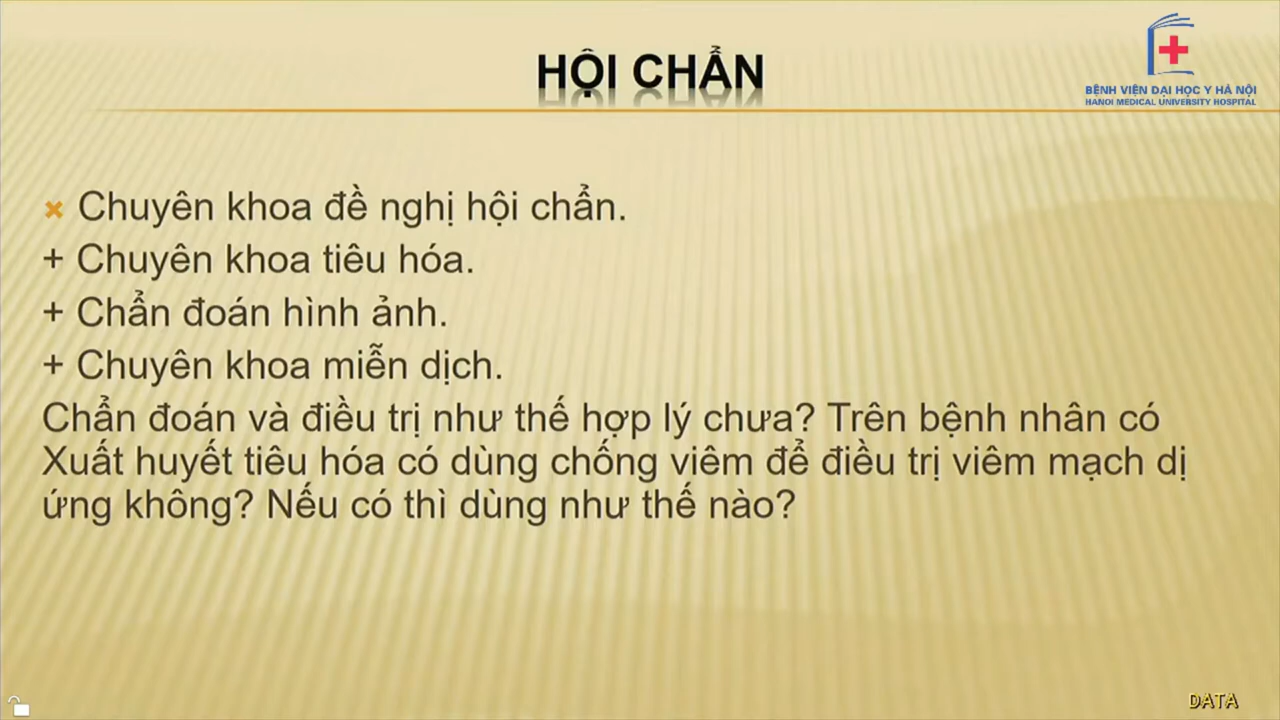 HỘI CHẨN
BỆNH VIỆN ĐẠI HỌC Y HÀ NỘI
HANOI MEDICAL UNIVERSITY HOSPITAL
Chuyên khoa đề nghị hội chẩn.
+ Chuyên khoa tiêu hóa.
+ Chẩn đoán hình ảnh.
+ Chuyên khoa miễn dịch.
Chẩn đoán và điều trị như thế hợp lý chưa? Trên bệnh nhân có
Xuất huyết tiêu hóa có dùng chống viêm để điều trị viêm mạch dị
ứng không? Nếu có thì dùng như thế nào?
DATA